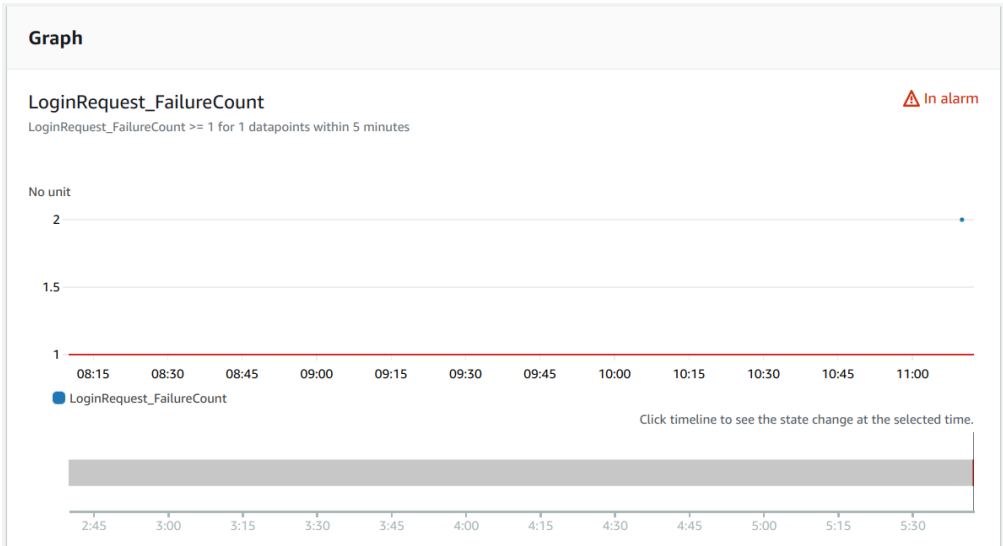 Graph
LoginRequest_FailureCount
In alarm
LoginRequest_FailureCount >= 1 for 1 datapoints within 5 minutes
No unit
2
1.5
1
08:15 08:30 08:45 09:00 09:15 09:30 09:45 10:00 10:15 10:30 10:45 11:00
LoginRequest_FailureCount
Click timeline to see the state change at the selected time.
2:45 3:00 3:15 3:30 3:45 4:00 4:15 4:30 4:45 5:00 5:15 5:30